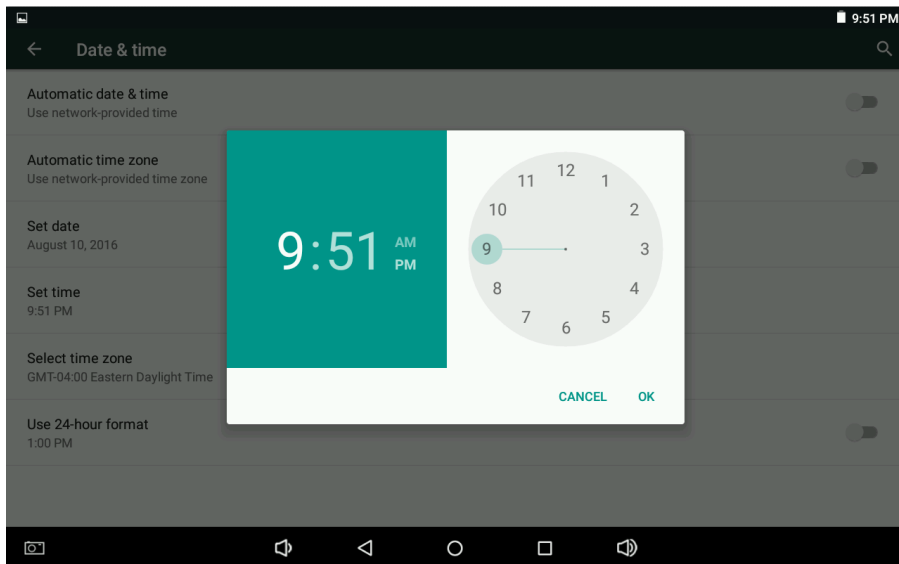 9:51 PM
Date & time
Automatic date & time
Use network-provided time
Automatic time zone
Use network-provided time zone
Set date
August 10, 2016
Set time
9:51 PM
Select time zone
GMT-04:00 Eastern Daylight Time
Use 24-hour format
1:00 PM
9:51
AM
PM
12
1
2
3
4
5
6
7
8
9
10
11
CANCEL
OK